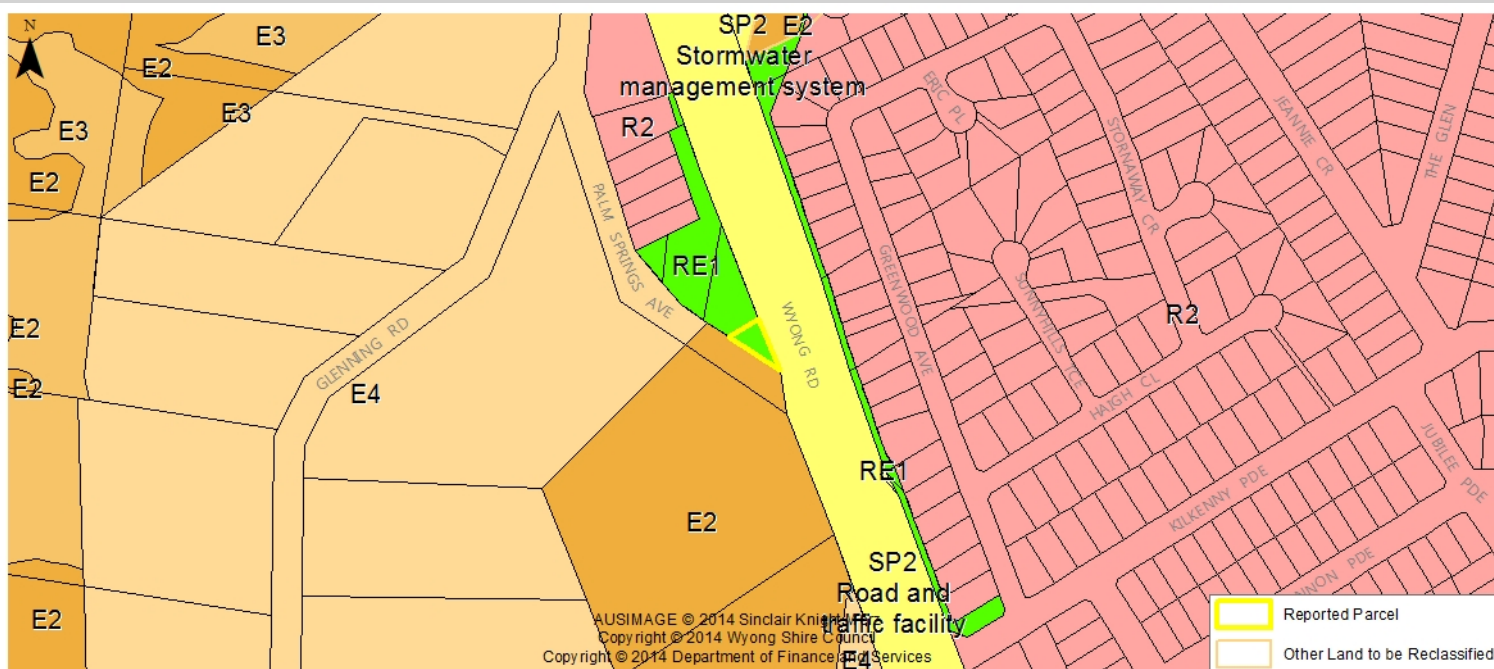 N
E3
E2
E3
E3
E2
E2
E2
E2
E4
GLENNING RD
SP2
Stormwater
management system
E2
R2
PALM SPRINGS AVE
RE1
WYONG RD
ERIC PL
STORNAWAY CR
JEANNIE CR
THE GLEN
GREENWOOD AVE
SUNNYHILLS
R2
HAIGH CL
KILKENNY PDE
JUBILEE PDE
NNON PDE
RE1
E2
SP2
Road and
traffic facility
E4
AUSIMAGE © 2014 Sinclair Knight
Copyright © 2014 Wyong Shire Council
Copyright © 2014 Department of Finance and Services
Reported Parcel
Other Land to be Reclassified